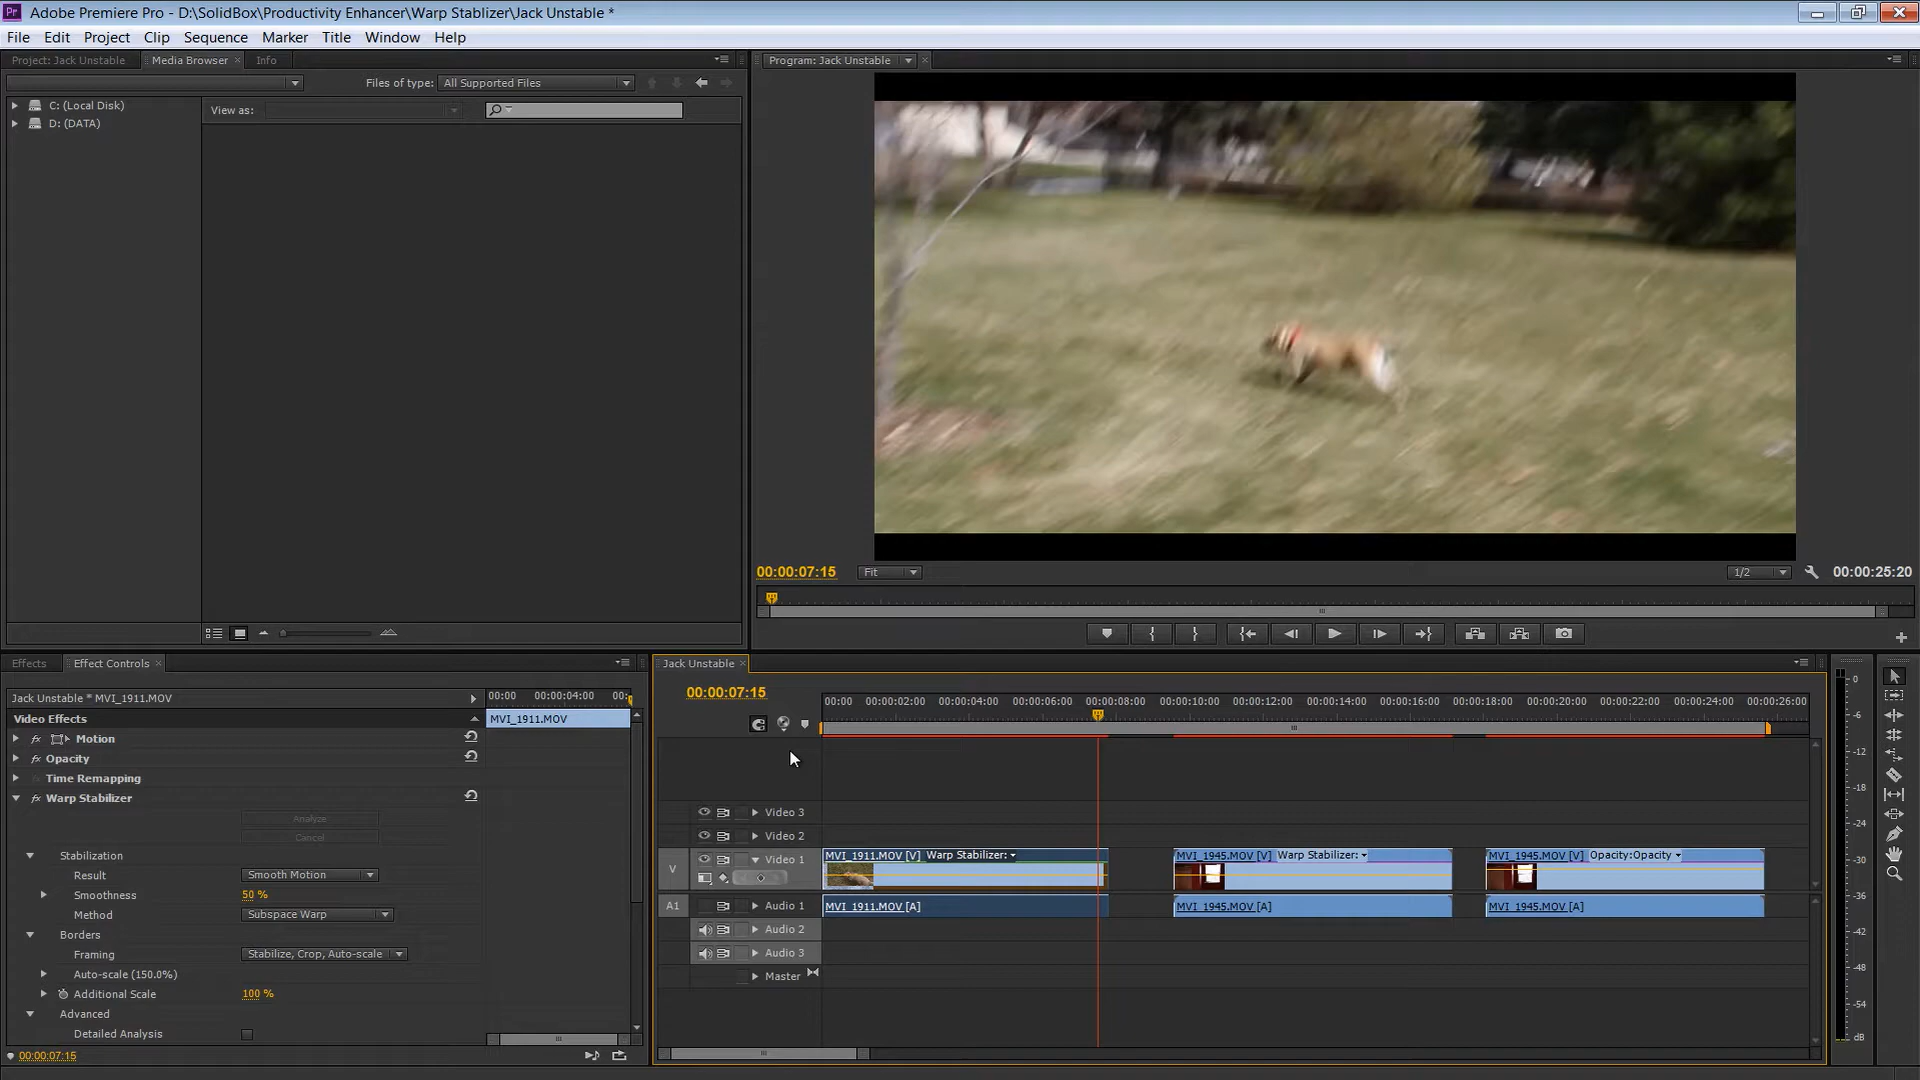 Adobe Premiere Pro - D:\SolidBox\Productivity Enhancer\Warp Stablizer\Jack Unstable *
File Edit Project Clip Sequence Marker Title Window Help
Project: Jack Unstable Media Browser Info
Program: Jack Unstable
Files of type: All Supported Files
C: (Local Disk)
View as:
D: (DATA)
00:00:07:15 Fit 1/2 00:00:25:20
Effects Effect Controls
Jack Unstable * MVI_1911.MOV
00:00 00:00:04:00 00:
Video Effects
MVI_1911.MOV
Motion
Opacity
Time Remapping
Warp Stabilizer
Analyze
Cancel
Stabilization
Result Smooth Motion
Smoothness 50 %
Method Subspace Warp
Borders
Framing Stabilize, Crop, Auto-scale
Auto-scale (150.0%)
Additional Scale 100 %
Advanced
Detailed Analysis
00:00:07:15
Jack Unstable
00:00:07:15
00:00 00:00:02:00 00:00:04:00 00:00:06:00 00:00:08:00 00:00:10:00 00:00:12:00 00:00:14:00 00:00:16:00 00:00:18:00 00:00:20:00 00:00:22:00 00:00:24:00 00:00:26:00
Video 3
Video 2
V Video 1
MVI_1911.MOV [V] Warp Stabilizer:
MVI_1945.MOV [V] Warp Stabilizer:
MVI_1945.MOV [V] Opacity:Opacity
A1 Audio 1
MVI_1911.MOV [A]
MVI_1945.MOV [A]
MVI_1945.MOV [A]
Audio 2
Audio 3
Master
0
-6
-12
-18
-24
-30
-36
-42
-48
-54
dB